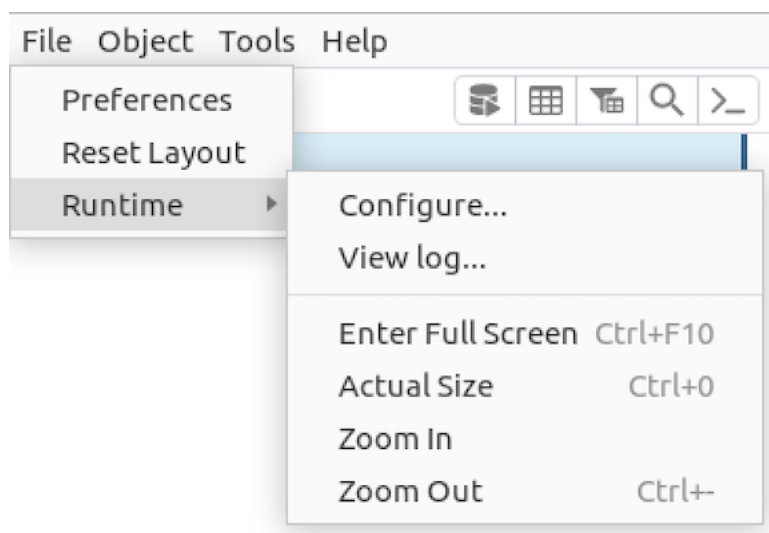 File Object Tools Help
Preferences
Reset Layout
Runtime
Configure...
View log...
Enter Full Screen Ctrl+F10
Actual Size Ctrl+0
Zoom In
Zoom Out Ctrl+-